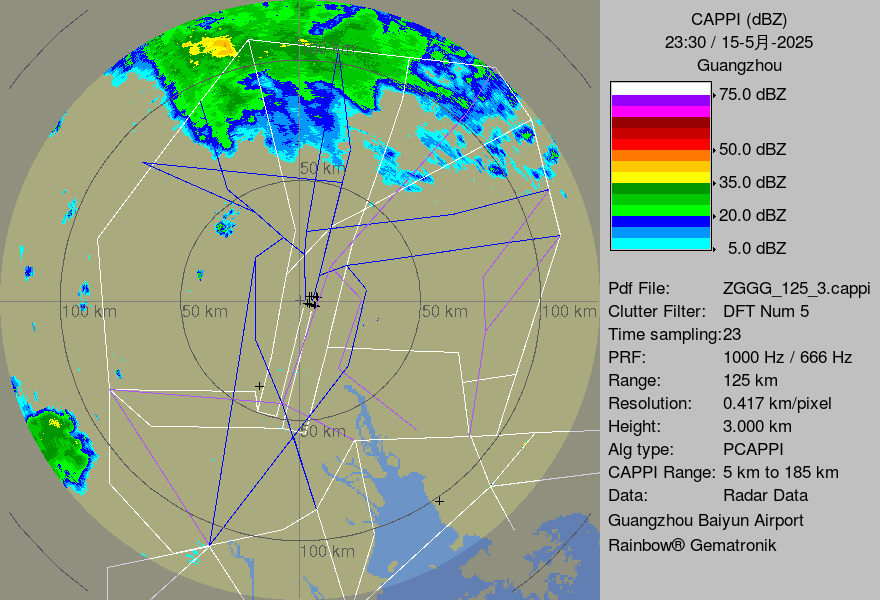 CAPPI (dBZ)
23:30 / 15-5月-2025
Guangzhou
75.0 dBZ
50.0 dBZ
35.0 dBZ
20.0 dBZ
5.0 dBZ
50 km
100 km
50 km
50 km
100 km
50 km
100 km
Pdf File: ZGGG_125_3.cappi
Clutter Filter: DFT Num 5
Time sampling:23
PRF: 1000 Hz / 666 Hz
Range: 125 km
Resolution: 0.417 km/pixel
Height: 3.000 km
Alg type: PCAPPI
CAPPI Range: 5 km to 185 km
Data: Radar Data
Guangzhou Baiyun Airport
Rainbow® Gematronik